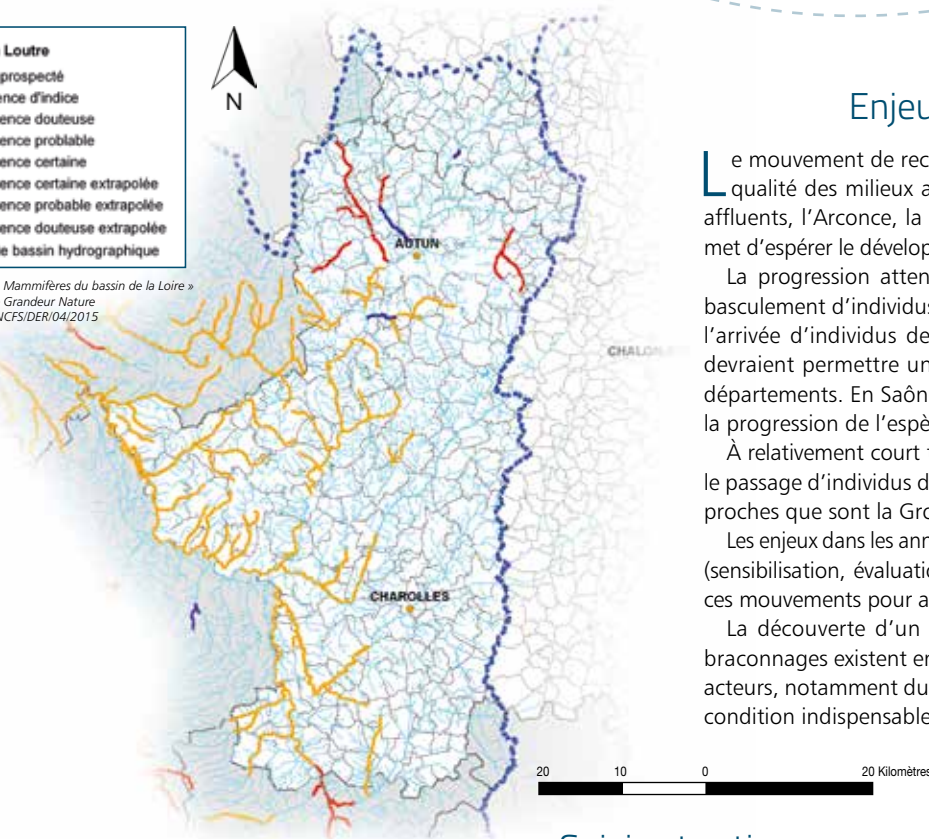 Loutre
prospecté
ence d'indice
ence douteuse
ence problable
ence certaine
ence certaine extrapolée
ence probable extrapolée
ence douteuse extrapolée
e bassin hydrographique
Mammifères du bassin de la Loire »
Grandeur Nature
NCFS/DER/04/2015
N
AUTUN
CHALON
CHAROLLES
20 10 0 20 Kilomètres
Enjeu
Le mouvement de rec
qualité des milieux a
affluents, l'Arconce, la
met d'espérer le dévelop
La progression atten
basculement d'individus
l'arrivée d'individus de
devraient permettre un
départements. En Saôn
la progression de l'espè
À relativement court t
le passage d'individus d
proches que sont la Gro
Les enjeux dans les ann
(sensibilisation, évaluatio
ces mouvements pour a
La découverte d'un
braconnages existent en
acteurs, notamment du
condition indispensable